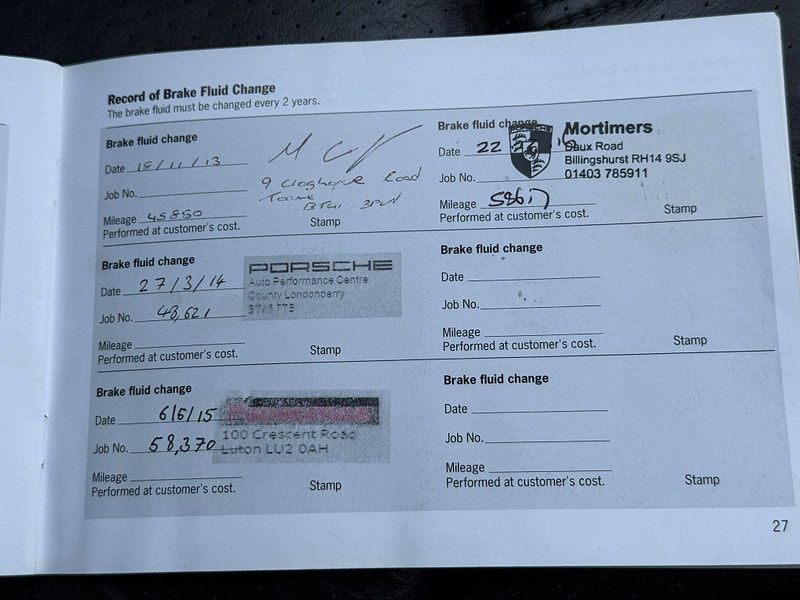 Record of Brake Fluid Change
The brake fluid must be changed every 2 years.
Brake fluid change
Date 18/11/13
Job No.
Mileage 45850
Performed at customer's cost.
9 Road
Toome
BT41 3PW
Stamp
Brake fluid change
Date 27/3/14
Job No. 48,621
Mileage
Performed at customer's cost.
PORSCHE
Auto Performance Centre
County Londonderry
Stamp
Brake fluid change
Date 6/6/15
Job No. 58,370
Mileage
Performed at customer's cost.
100 Crescent Road
Luton LU2 0AH
Stamp
Brake fluid change
Date 22 16
Job No.
Mileage
Performed at customer's cost.
PORSCHE
Mortimers
Road
Billingshurst RH14 9SJ
01403 785911
Stamp
Brake fluid change
Date
Job No.
Mileage
Performed at customer's cost.
Stamp
Brake fluid change
Date
Job No.
Mileage
Performed at customer's cost.
Stamp
27